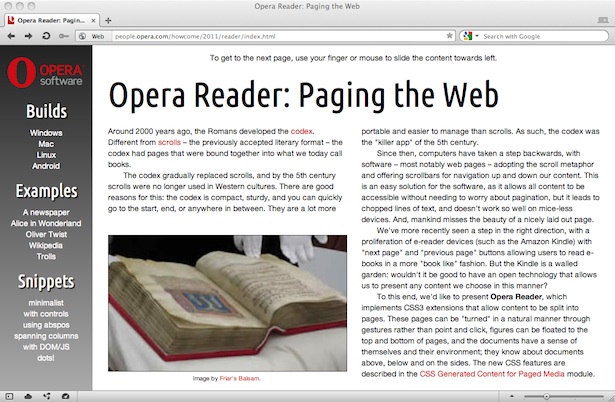 Opera Reader: Paging the Web
Opera Reader: Pagin...
Web
people.opera.com/howcome/2011/reader/index.html
Search with Google
OPERA
software
Builds
Windows
Mac
Linux
Android
Examples
A newspaper
Alice in Wonderland
Oliver Twist
Wikipedia
Trolls
Snippets
minimalist
with controls
using abspos
spanning columns
with DOM/JS
dots!
To get to the next page, use your finger or mouse to slide the content towards left.
Opera Reader: Paging the Web
Around 2000 years ago, the Romans developed the codex.
Different from scrolls – the previously accepted literary format – the
codex had pages that were bound together into what we today call
books.
The codex gradually replaced scrolls, and by the 5th century
scrolls were no longer used in Western cultures. There are good
reasons for this: the codex is compact, sturdy, and you can quickly
go to the start, end, or anywhere in between. They are a lot more
Image by Friar's Balsam.
portable and easier to manage than scrolls. As such, the codex was
the "killer app" of the 5th century.
Since then, computers have taken a step backwards, with
software – most notably web pages – adopting the scroll metaphor
and offering scrollbars for navigation up and down our content. This
is an easy solution for the software, as it allows all content to be
accessible without needing to worry about pagination, but it leads to
chopped lines of text, and doesn't work so well on mice-less
devices. And, mankind misses the beauty of a nicely laid out page.
We've more recently seen a step in the right direction, with a
proliferation of e-reader devices (such as the Amazon Kindle) with
"next page" and "previous page" buttons allowing users to read e-
books in a more "book like" fashion. But the Kindle is a walled
garden: wouldn't it be good to have an open technology that allows
us to present any content we choose in this manner?
To this end, we'd like to present Opera Reader, which
implements CSS3 extensions that allow content to be split into
pages. These pages can be "turned" in a natural manner through
gestures rather than point and click, figures can be floated to the
top and bottom of pages, and the documents have a sense of
themselves and their environment; they know about documents
above, below and on the sides. The new CSS features are
described in the CSS Generated Content for Paged Media module.